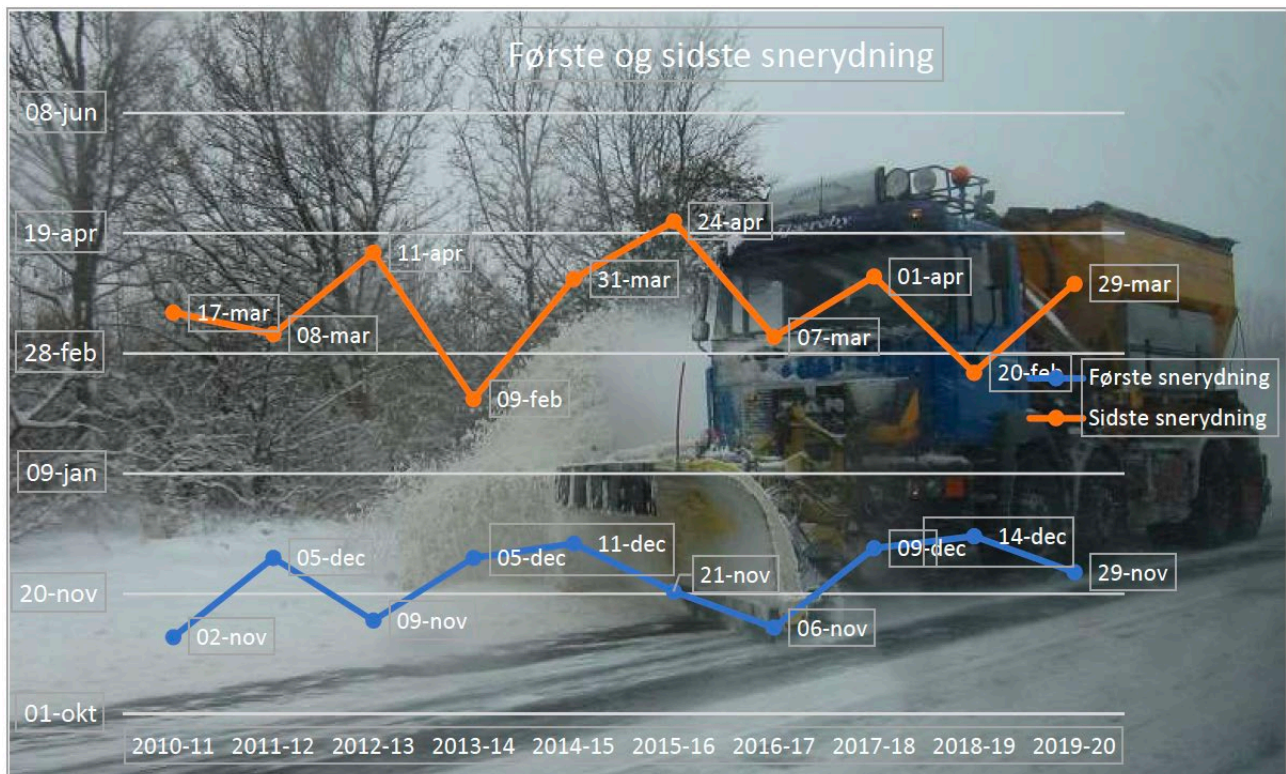 Første og sidste snerydning
08-jun
19-apr
28-feb
09-jan
20-nov
01-okt
17-mar
08-mar
11-apr
09-feb
31-mar
24-apr
07-mar
01-apr
20-feb
29-mar
Første snerydning
Sidste snerydning
02-nov
05-dec
09-nov
05-dec
11-dec
21-nov
06-nov
09-dec
14-dec
29-nov
2010-11 2011-12 2012-13 2013-14 2014-15 2015-16 2016-17 2017-18 2018-19 2019-20